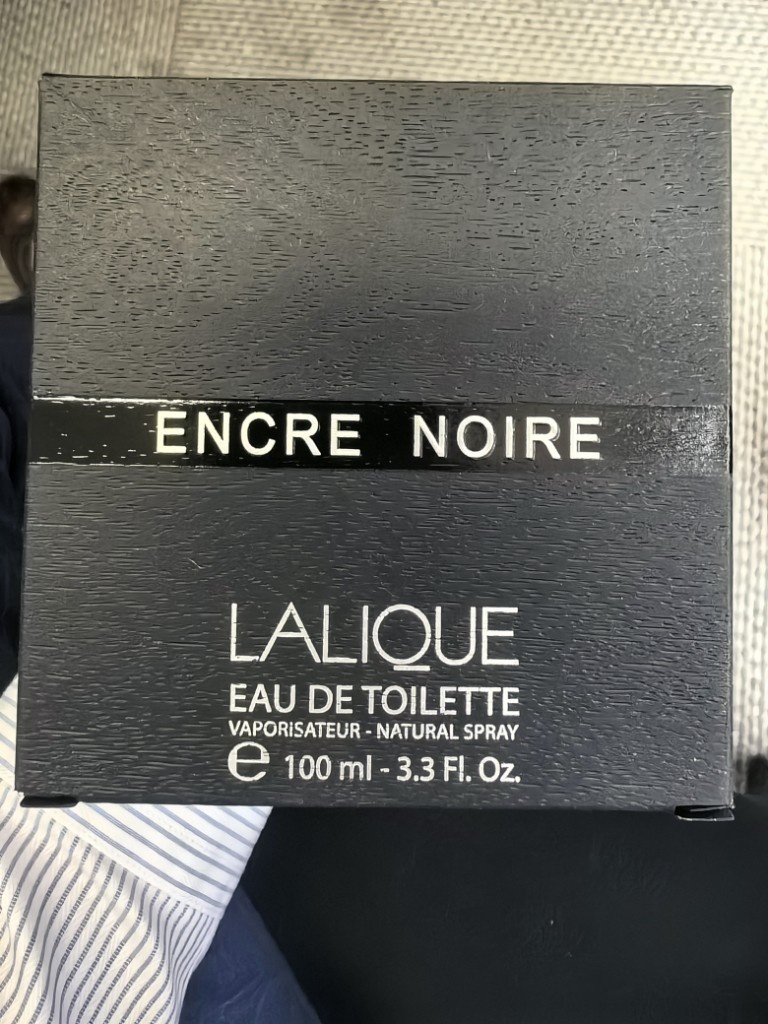 ENCRE NOIRE
LALIQUE
EAU DE TOILETTE
VAPORISATEUR - NATURAL SPRAY
℮ 100 ml - 3.3 Fl. Oz.